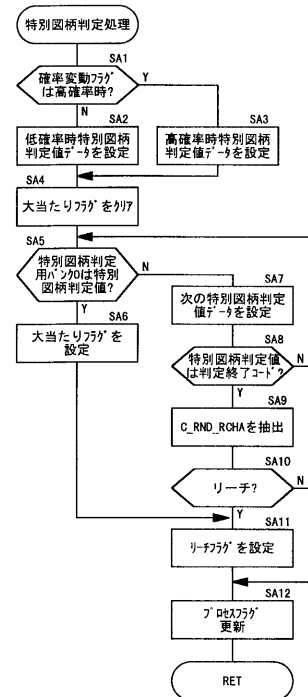 特別図柄判定処理
SA1
確率変動フラグ
は高確率時?
Y
N
SA2
低確率時特別図柄
判定値データを設定
SA3
高確率時特別図柄
判定値データを設定
SA4
大当たりフラグをクリア
SA5
特別図柄判定
用バンク0は特別
図柄判定値?
N
Y
SA6
大当たりフラグを
設定
SA7
次の特別図柄判定
値データを設定
SA8
特別図柄判定値
は判定終了コード?
N
Y
SA9
C_RND_RCHAを抽出
SA10
リーチ?
N
Y
SA11
リーチフラグを設定
SA12
プロセスフラグ
更新
RET